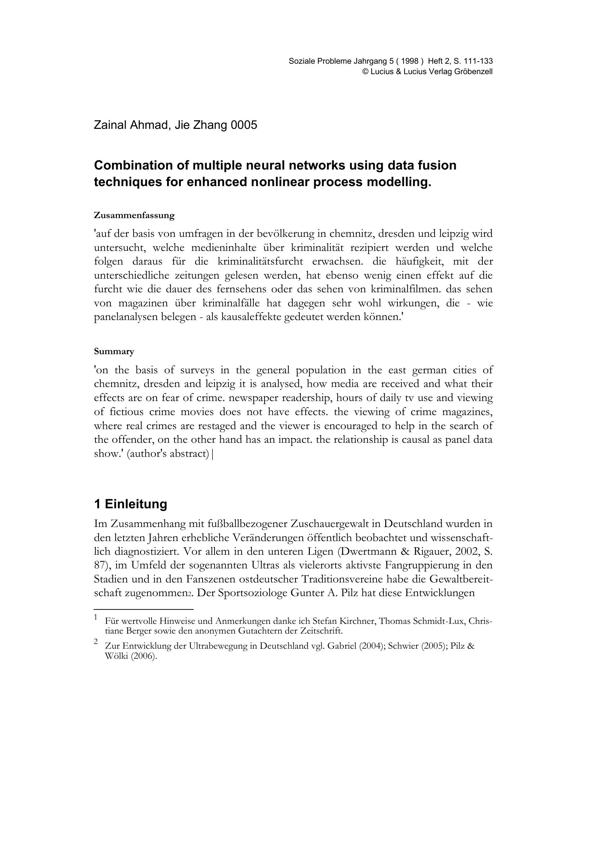 Soziale Probleme Jahrgang 5 ( 1998 ) Heft 2, S. 111-133
© Lucius & Lucius Verlag Gröbenzell
Zainal Ahmad, Jie Zhang 0005
Combination of multiple neural networks using data fusion
techniques for enhanced nonlinear process modelling.
Zusammenfassung
'auf der basis von umfragen in der bevölkerung in chemnitz, dresden und leipzig wird
untersucht, welche medieninhalte über kriminalität rezipiert werden und welche
folgen daraus für die kriminalitätsfurcht erwachsen. die häufigkeit, mit der
unterschiedliche zeitungen gelesen werden, hat ebenso wenig einen effekt auf die
furcht wie die dauer des fernsehens oder das sehen von kriminalfilmen. das sehen
von magazinen über kriminalfälle hat dagegen sehr wohl wirkungen, die - wie
panelanalysen belegen - als kausaleffekte gedeutet werden können.'
Summary
'on the basis of surveys in the general population in the east german cities of
chemnitz, dresden and leipzig it is analysed, how media are received and what their
effects are on fear of crime. newspaper readership, hours of daily tv use and viewing
of fictious crime movies does not have effects. the viewing of crime magazines,
where real crimes are restaged and the viewer is encouraged to help in the search of
the offender, on the other hand has an impact. the relationship is causal as panel data
show.' (author's abstract)|
1 Einleitung
Im Zusammenhang mit fußballbezogener Zuschauergewalt in Deutschland wurden in
den letzten Jahren erhebliche Veränderungen öffentlich beobachtet und wissenschaft-
lich diagnostiziert. Vor allem in den unteren Ligen (Dwertmann & Rigauer, 2002, S.
87), im Umfeld der sogenannten Ultras als vielerorts aktivste Fangruppierung in den
Stadien und in den Fanszenen ostdeutscher Traditionsvereine habe die Gewaltbereit-
schaft zugenommen2. Der Sportsoziologe Gunter A. Pilz hat diese Entwicklungen
1 Für wertvolle Hinweise und Anmerkungen danke ich Stefan Kirchner, Thomas Schmidt-Lux, Chris-
tiane Berger sowie den anonymen Gutachtern der Zeitschrift.
2 Zur Entwicklung der Ultrabewegung in Deutschland vgl. Gabriel (2004); Schwier (2005); Pilz &
Wölki (2006).